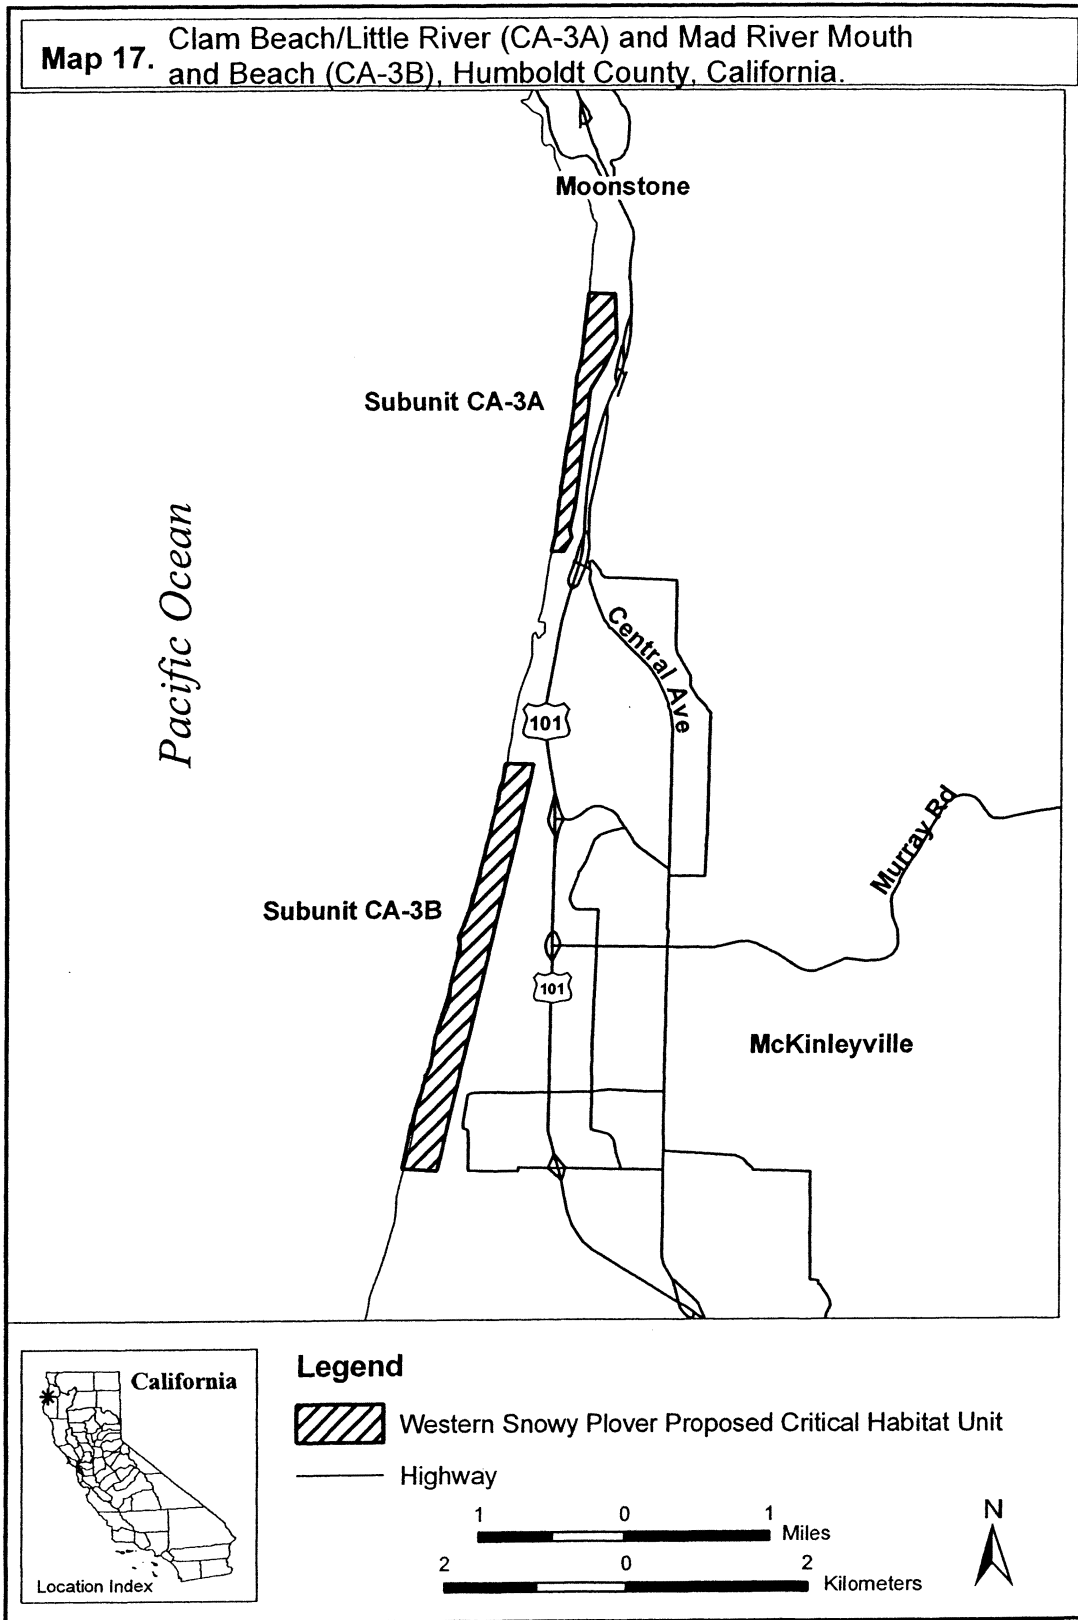 Map 17.
Clam Beach/Little River (CA-3A) and Mad River Mouth
and Beach (CA-3B), Humboldt County, California.
Moonstone
Subunit CA-3A
Pacific Ocean
Central Ave
101
Murray Rd
Subunit CA-3B
101
McKinleyville
California
Location Index
Legend
Western Snowy Plover Proposed Critical Habitat Unit
Highway
1 0 1
Miles
2 0 2
Kilometers
N